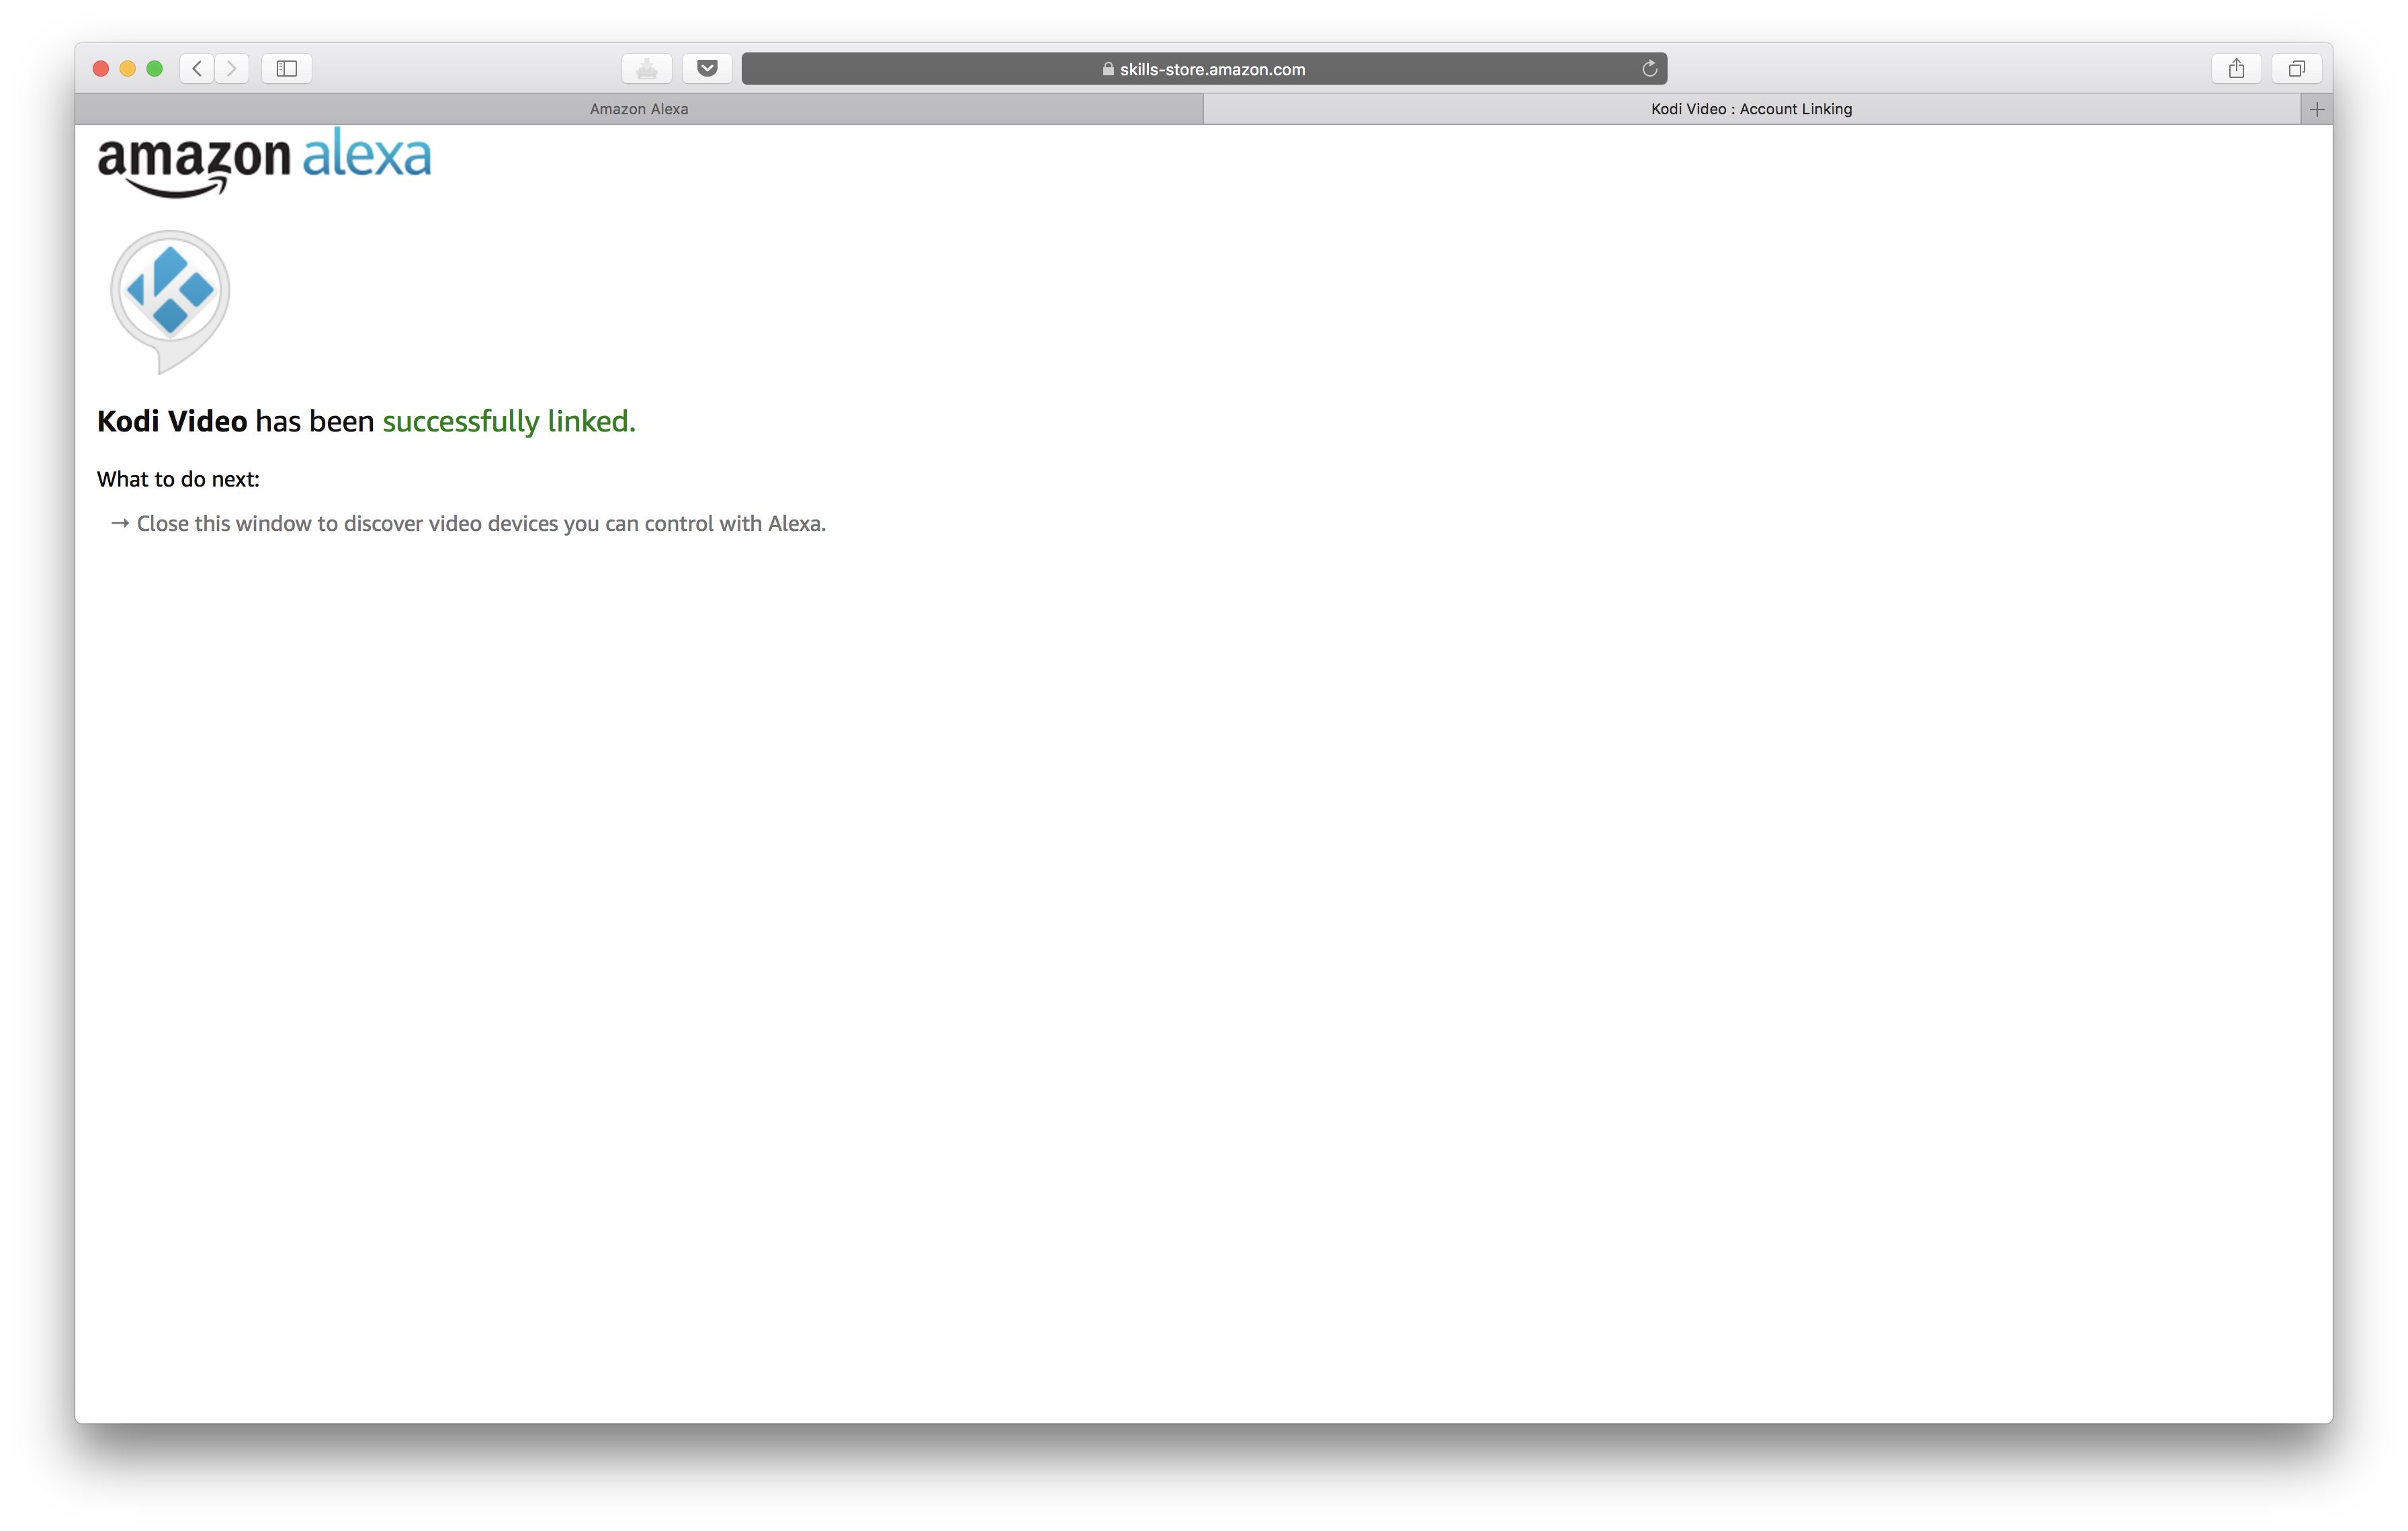 skills-store.amazon.com
Amazon Alexa
Kodi Video : Account Linking
amazon alexa
Kodi Video has been successfully linked.
What to do next:
→ Close this window to discover video devices you can control with Alexa.